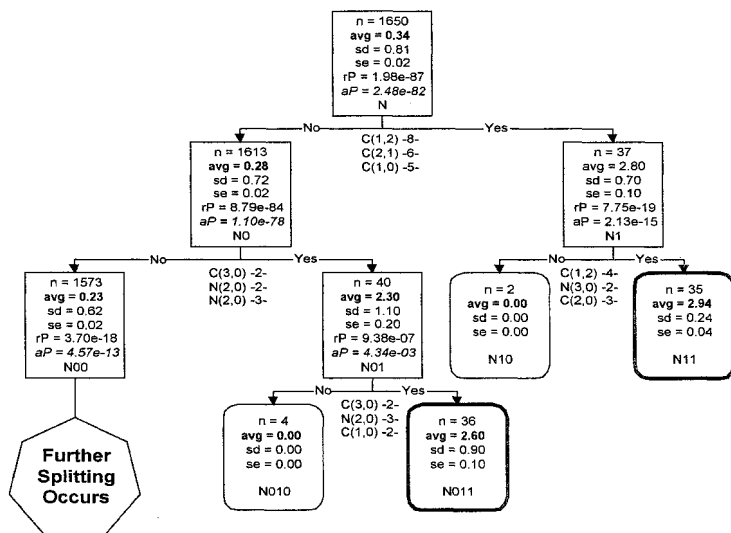 n = 1650
avg = 0.34
sd = 0.81
se = 0.02
rP = 1.98e-87
aP = 2.48e-82
N
No
C(1,2) -8-
C(2,1) -6-
C(1,0) -5-
Yes
n = 1613
avg = 0.28
sd = 0.72
se = 0.02
rP = 8.79e-84
aP = 1.10e-78
N0
n = 37
avg = 2.80
sd = 0.70
se = 0.10
rP = 7.75e-19
aP = 2.13e-15
N1
No
C(3,0) -2-
N(2,0) -2-
N(2,0) -3-
Yes
No
C(1,2) -4-
N(3,0) -2-
C(2,0) -3-
Yes
n = 1573
avg = 0.23
sd = 0.62
se = 0.02
rP = 3.70e-18
aP = 4.57e-13
N00
n = 40
avg = 2.30
sd = 1.10
se = 0.20
rP = 9.38e-07
aP = 4.34e-03
N01
n = 2
avg = 0.00
sd = 0.00
se = 0.00
N10
n = 35
avg = 2.94
sd = 0.24
se = 0.04
N11
No
C(3,0) -2-
N(2,0) -3-
C(1,0) -2-
Yes
Further
Splitting
Occurs
n = 4
avg = 0.00
sd = 0.00
se = 0.00
N010
n = 36
avg = 2.60
sd = 0.90
se = 0.10
N011